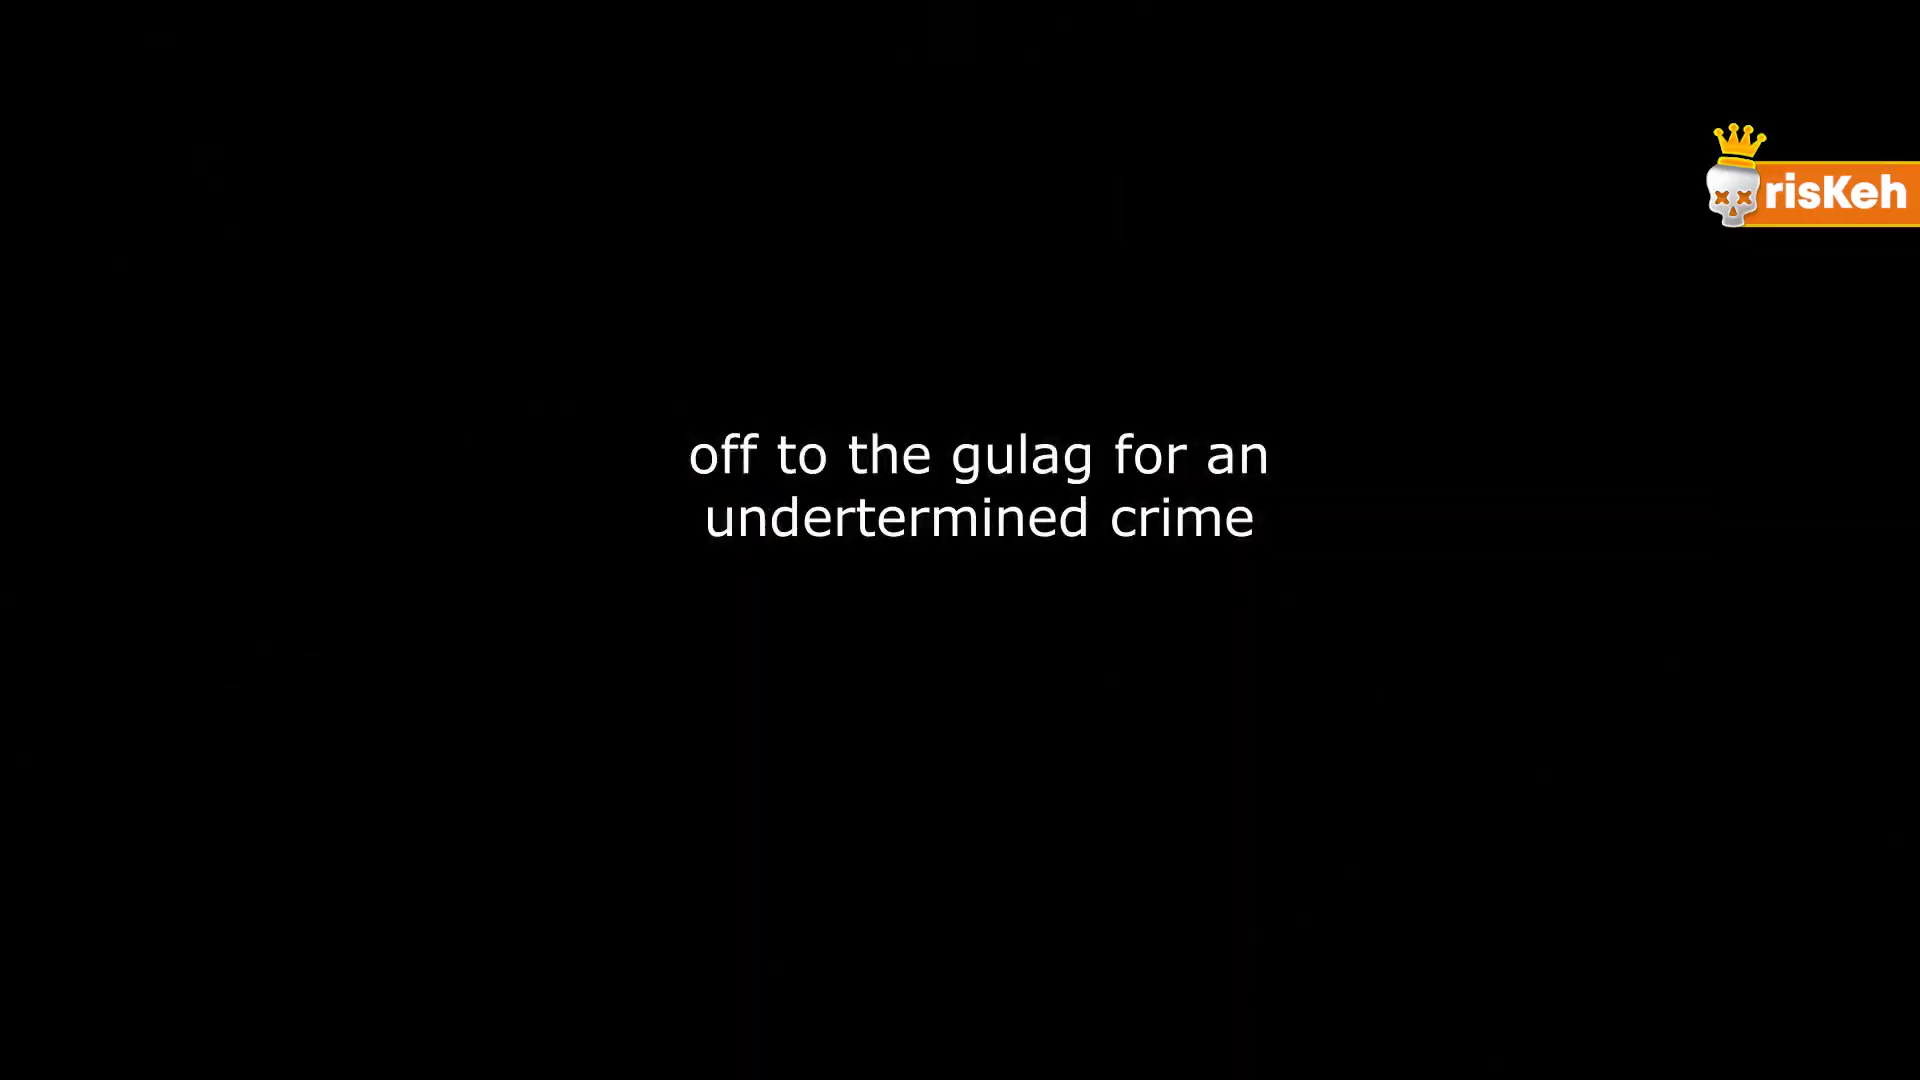 risKeh
off to the gulag for an
undertermined crime